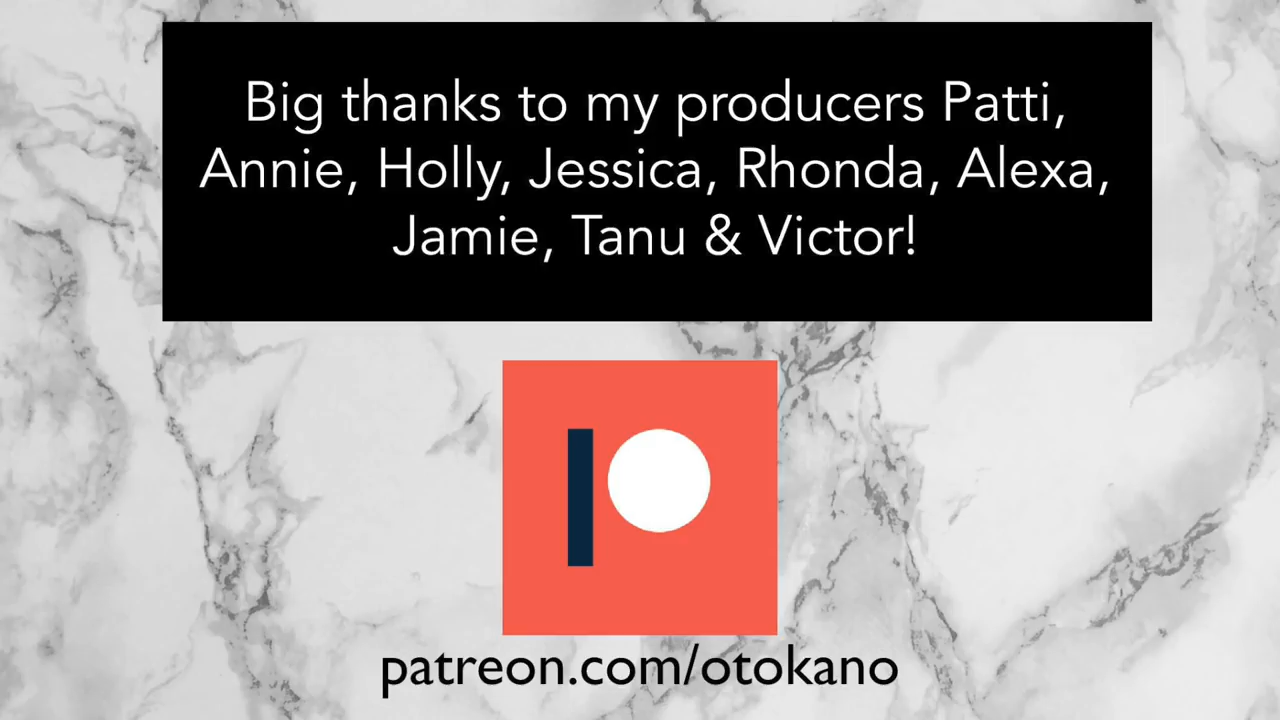 Big thanks to my producers Patti,
Annie, Holly, Jessica, Rhonda, Alexa,
Jamie, Tanu & Victor!
patreon.com/otokano